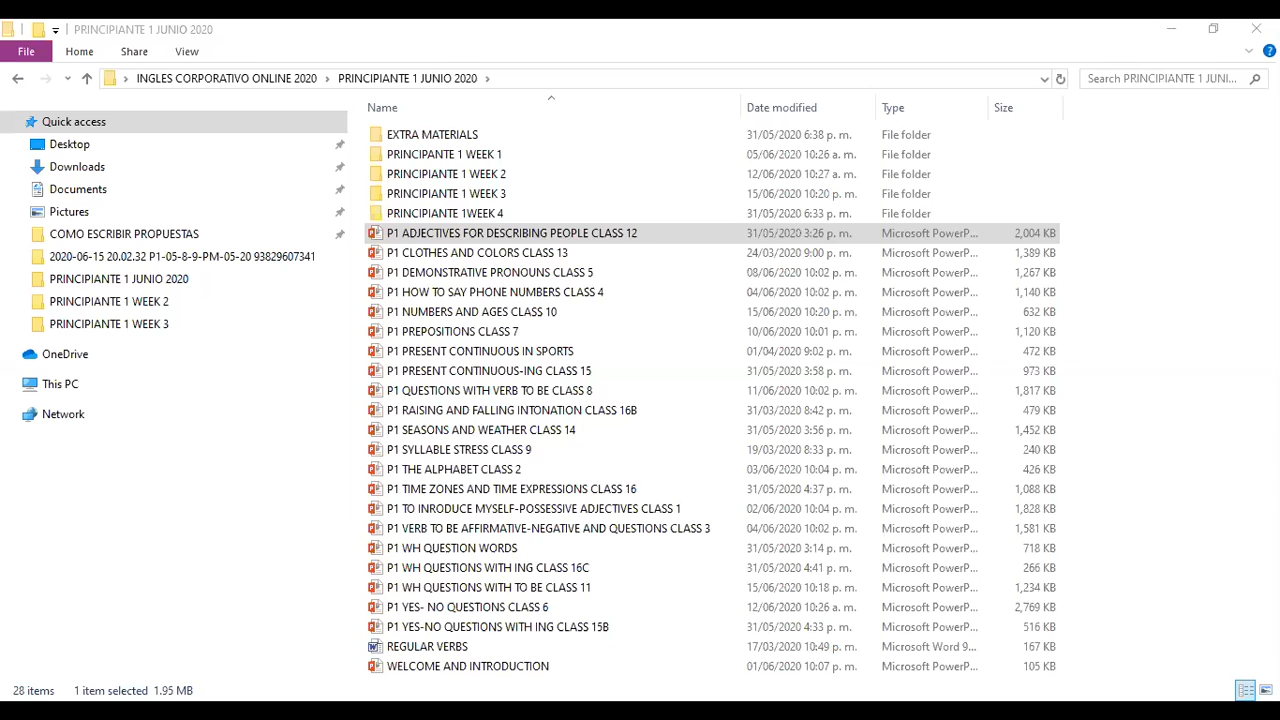 PRINCIPIANTE 1 JUNIO 2020
File Home Share View
INGLES CORPORATIVO ONLINE 2020 PRINCIPIANTE 1 JUNIO 2020 Search PRINCIPIANTE 1 JUNI...
Quick access
Desktop
Downloads
Documents
Pictures
COMO ESCRIBIR PROPUESTAS
2020-06-15 20.02.32 P1-05-8-9-PM-05-20 93829607341
PRINCIPIANTE 1 JUNIO 2020
PRINCIPIANTE 1 WEEK 2
PRINCIPIANTE 1 WEEK 3
OneDrive
This PC
Network
Name Date modified Type Size
EXTRA MATERIALS 31/05/2020 6:38 p. m. File folder
PRINCIPANTE 1 WEEK 1 05/06/2020 10:26 a. m. File folder
PRINCIPIANTE 1 WEEK 2 12/06/2020 10:27 a. m. File folder
PRINCIPIANTE 1 WEEK 3 15/06/2020 10:20 p. m. File folder
PRINCIPIANTE 1WEEK 4 31/05/2020 6:33 p. m. File folder
P1 ADJECTIVES FOR DESCRIBING PEOPLE CLASS 12 31/05/2020 3:26 p. m. Microsoft PowerP... 2,004 KB
P1 CLOTHES AND COLORS CLASS 13 24/03/2020 9:00 p. m. Microsoft PowerP... 1,389 KB
P1 DEMONSTRATIVE PRONOUNS CLASS 5 08/06/2020 10:02 p. m. Microsoft PowerP... 1,267 KB
P1 HOW TO SAY PHONE NUMBERS CLASS 4 04/06/2020 10:02 p. m. Microsoft PowerP... 1,140 KB
P1 NUMBERS AND AGES CLASS 10 15/06/2020 10:20 p. m. Microsoft PowerP... 632 KB
P1 PREPOSITIONS CLASS 7 10/06/2020 10:01 p. m. Microsoft PowerP... 1,120 KB
P1 PRESENT CONTINUOUS IN SPORTS 01/04/2020 9:02 p. m. Microsoft PowerP... 472 KB
P1 PRESENT CONTINUOUS-ING CLASS 15 31/05/2020 3:58 p. m. Microsoft PowerP... 973 KB
P1 QUESTIONS WITH VERB TO BE CLASS 8 11/06/2020 10:02 p. m. Microsoft PowerP... 1,817 KB
P1 RAISING AND FALLING INTONATION CLASS 16B 31/03/2020 8:42 p. m. Microsoft PowerP... 479 KB
P1 SEASONS AND WEATHER CLASS 14 31/05/2020 3:56 p. m. Microsoft PowerP... 1,452 KB
P1 SYLLABLE STRESS CLASS 9 19/03/2020 8:33 p. m. Microsoft PowerP... 240 KB
P1 THE ALPHABET CLASS 2 03/06/2020 10:04 p. m. Microsoft PowerP... 426 KB
P1 TIME ZONES AND TIME EXPRESSIONS CLASS 16 31/05/2020 4:37 p. m. Microsoft PowerP... 1,088 KB
P1 TO INRODUCE MYSELF-POSSESSIVE ADJECTIVES CLASS 1 02/06/2020 10:04 p. m. Microsoft PowerP... 1,828 KB
P1 VERB TO BE AFFIRMATIVE-NEGATIVE AND QUESTIONS CLASS 3 04/06/2020 10:02 p. m. Microsoft PowerP... 1,581 KB
P1 WH QUESTION WORDS 31/05/2020 3:14 p. m. Microsoft PowerP... 718 KB
P1 WH QUESTIONS WITH ING CLASS 16C 31/05/2020 4:41 p. m. Microsoft PowerP... 266 KB
P1 WH QUESTIONS WITH TO BE CLASS 11 15/06/2020 10:18 p. m. Microsoft PowerP... 1,234 KB
P1 YES- NO QUESTIONS CLASS 6 12/06/2020 10:26 a. m. Microsoft PowerP... 2,769 KB
P1 YES-NO QUESTIONS WITH ING CLASS 15B 31/05/2020 4:33 p. m. Microsoft PowerP... 516 KB
REGULAR VERBS 17/03/2020 10:49 p. m. Microsoft Word 9... 167 KB
WELCOME AND INTRODUCTION 01/06/2020 10:07 p. m. Microsoft PowerP... 105 KB
28 items 1 item selected 1.95 MB